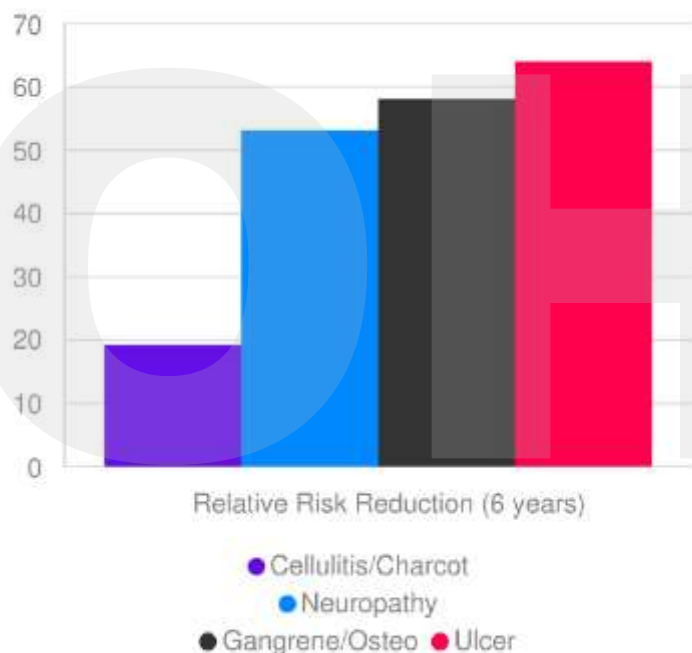 70
60
50
40
30
20
10
0
Relative Risk Reduction (6 years)
Cellulitis/Charcot
Neuropathy
Gangrene/Osteo Ulcer